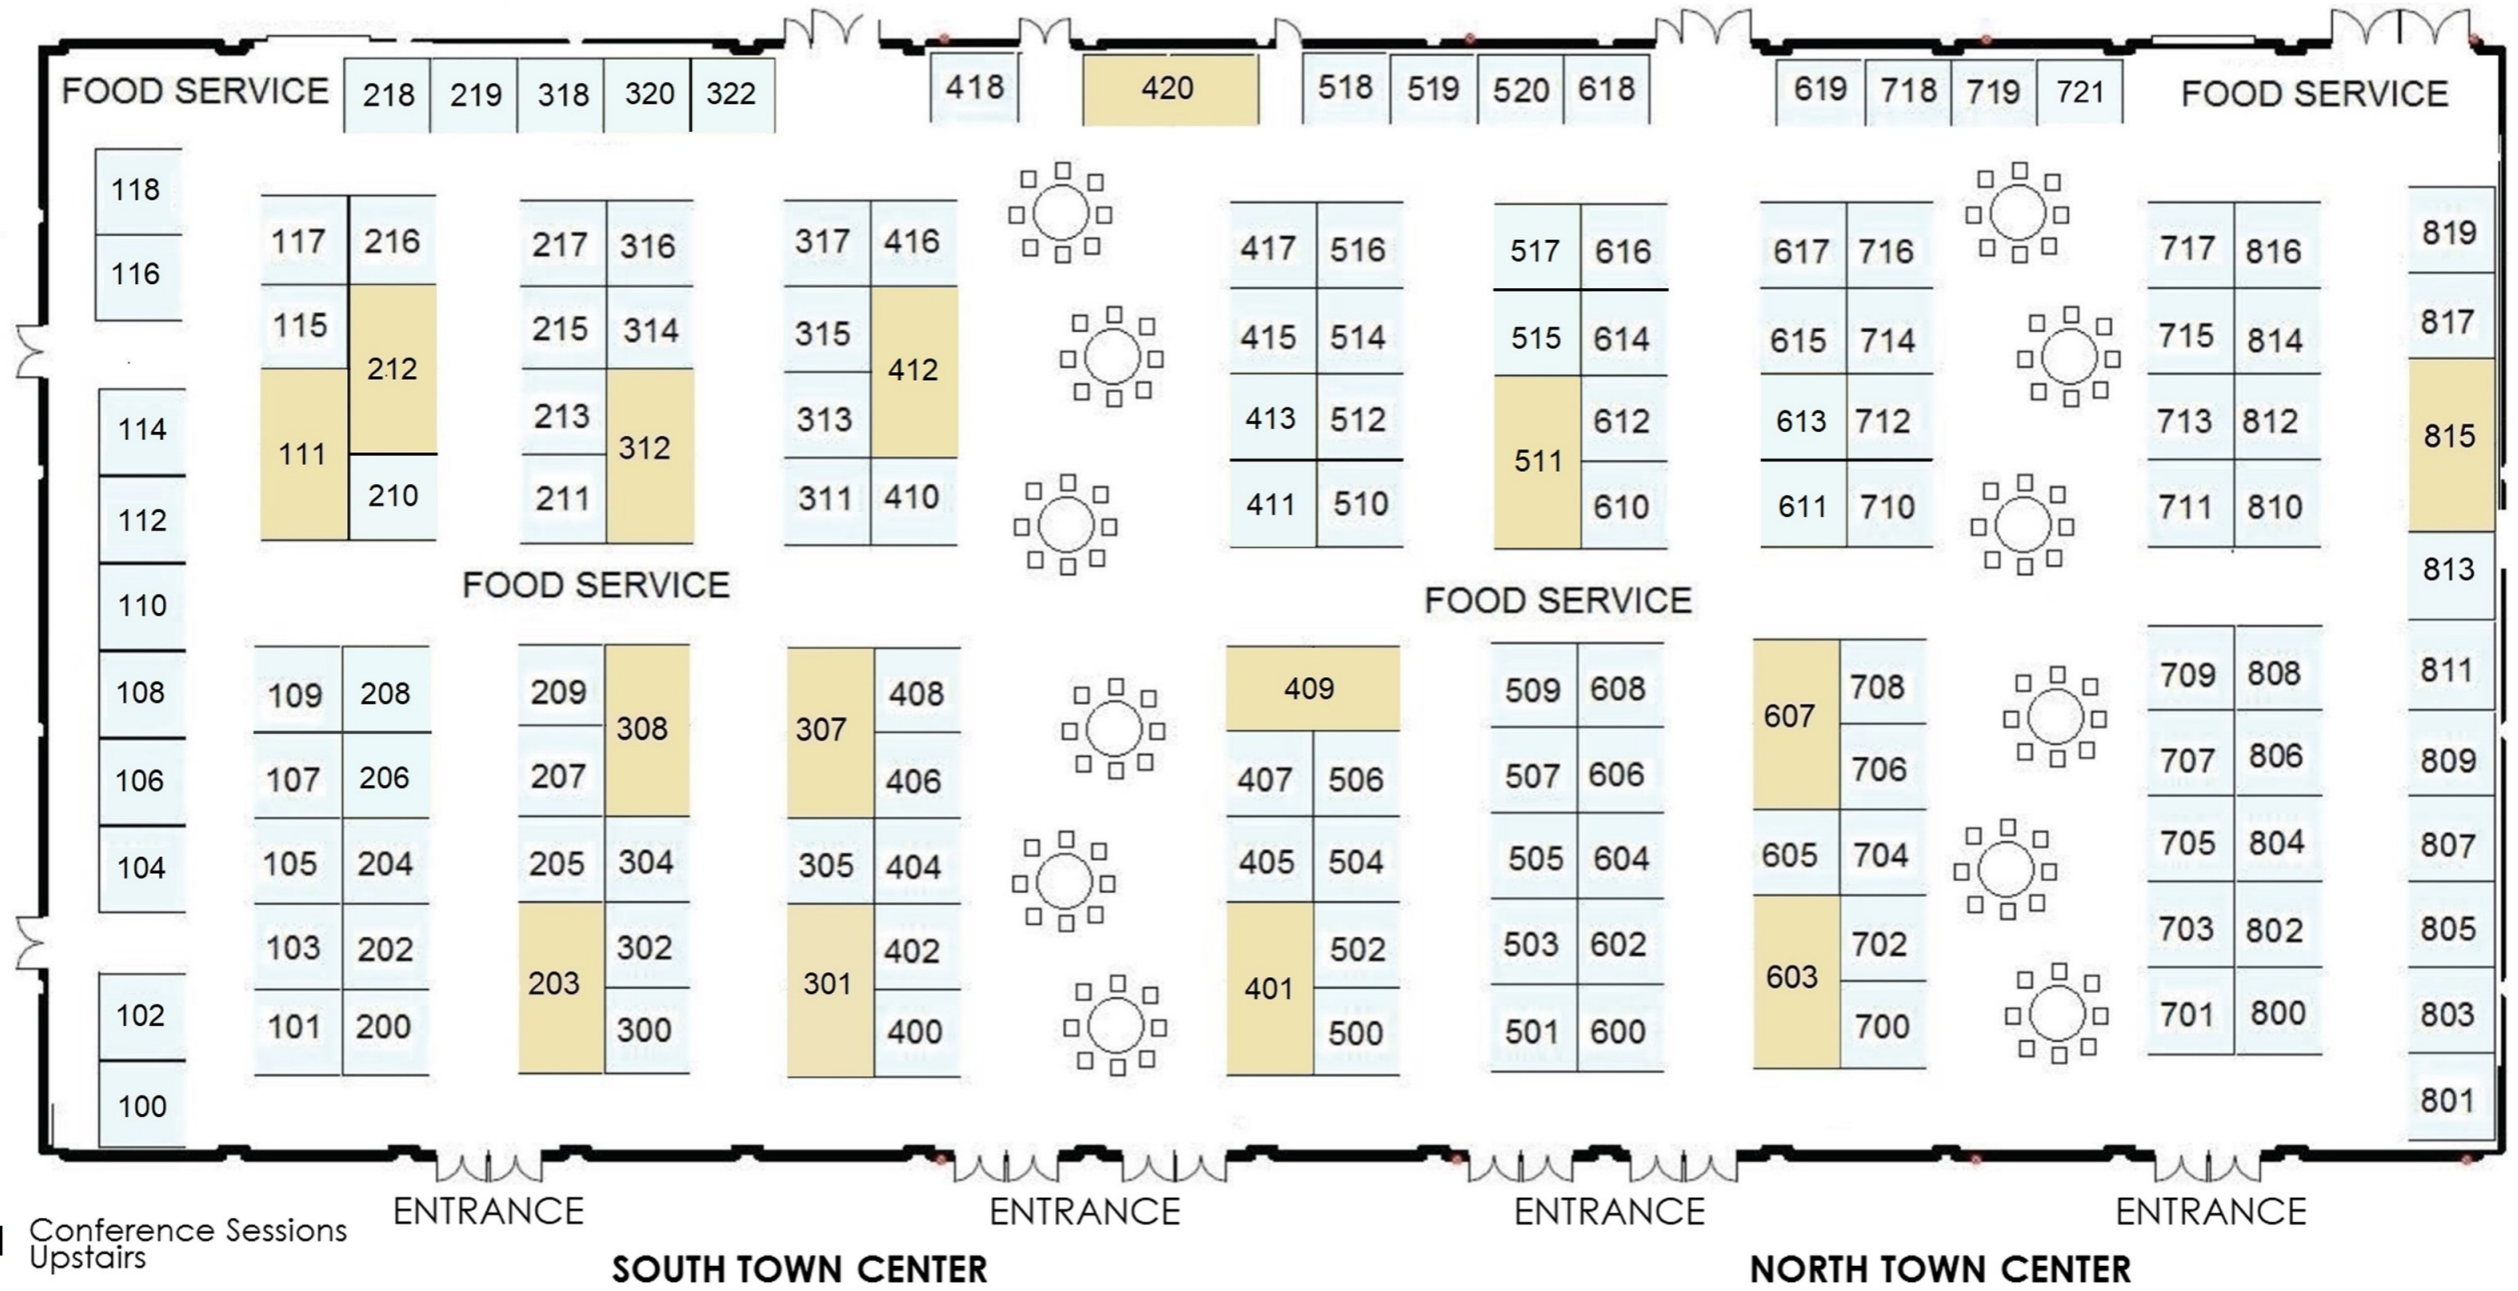 FOOD SERVICE 218 219 318 320 322 418 420 518 519 520 618 619 718 719 721 FOOD SERVICE
118
116
117 216 217 316 317 416 417 516 517 616 617 716 717 816 819
115 212 215 314 315 412 415 514 515 614 615 714 715 814 817
114 111 213 312 313 413 512 511 612 613 712 713 812 815
112 210 211 311 410 411 510 610 611 710 711 810
110 FOOD SERVICE FOOD SERVICE 813
108 109 208 209 308 307 408 409 509 608 607 708 709 808 811
106 107 206 207 406 407 506 507 606 706 707 806 809
104 105 204 205 304 305 404 405 504 505 604 605 704 705 804 807
103 202 203 302 301 402 401 502 503 602 603 702 703 802 805
102 101 200 300 400 500 501 600 700 701 800 803
100 801
ENTRANCE ENTRANCE ENTRANCE ENTRANCE
Conference Sessions
Upstairs
SOUTH TOWN CENTER NORTH TOWN CENTER